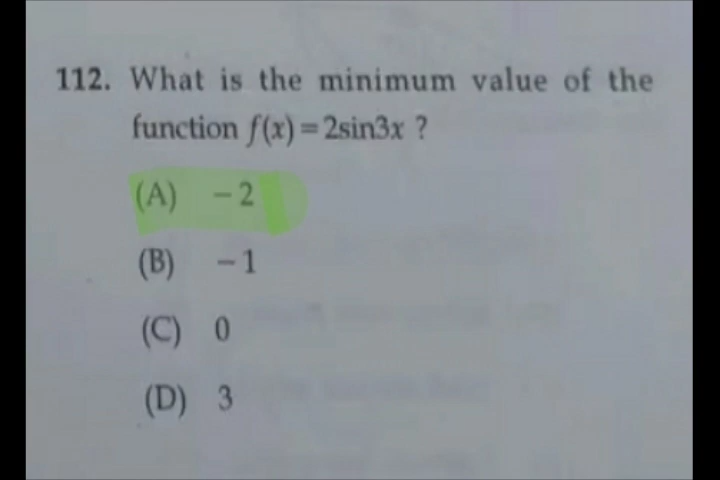 112. What is the minimum value of the
function f(x)=2sin3x ?
(A) -2
(B) -1
(C) 0
(D) 3